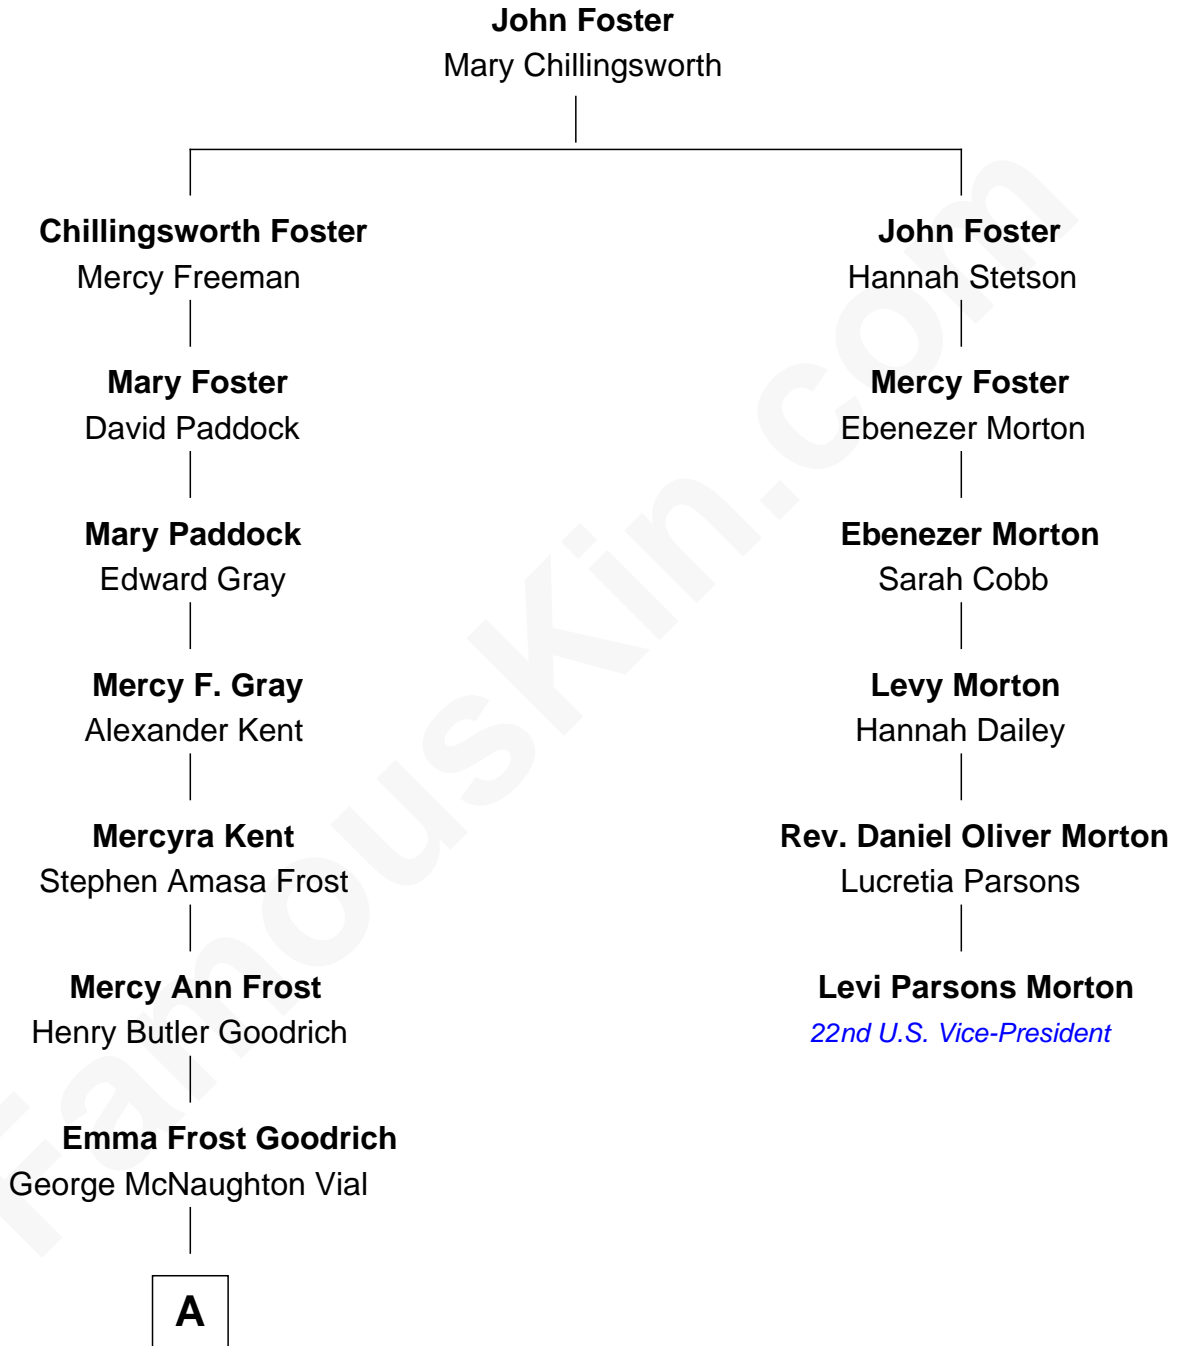 John Foster
Mary Chillingsworth
Chillingsworth Foster
Mercy Freeman
John Foster
Hannah Stetson
Mary Foster
David Paddock
Mercy Foster
Ebenezer Morton
Mary Paddock
Edward Gray
Ebenezer Morton
Sarah Cobb
Mercy F. Gray
Alexander Kent
Levy Morton
Hannah Dailey
Mercyra Kent
Stephen Amasa Frost
Rev. Daniel Oliver Morton
Lucretia Parsons
Mercy Ann Frost
Henry Butler Goodrich
Levi Parsons Morton
22nd U.S. Vice-President
Emma Frost Goodrich
George McNaughton Vial
A
FamousKin.com